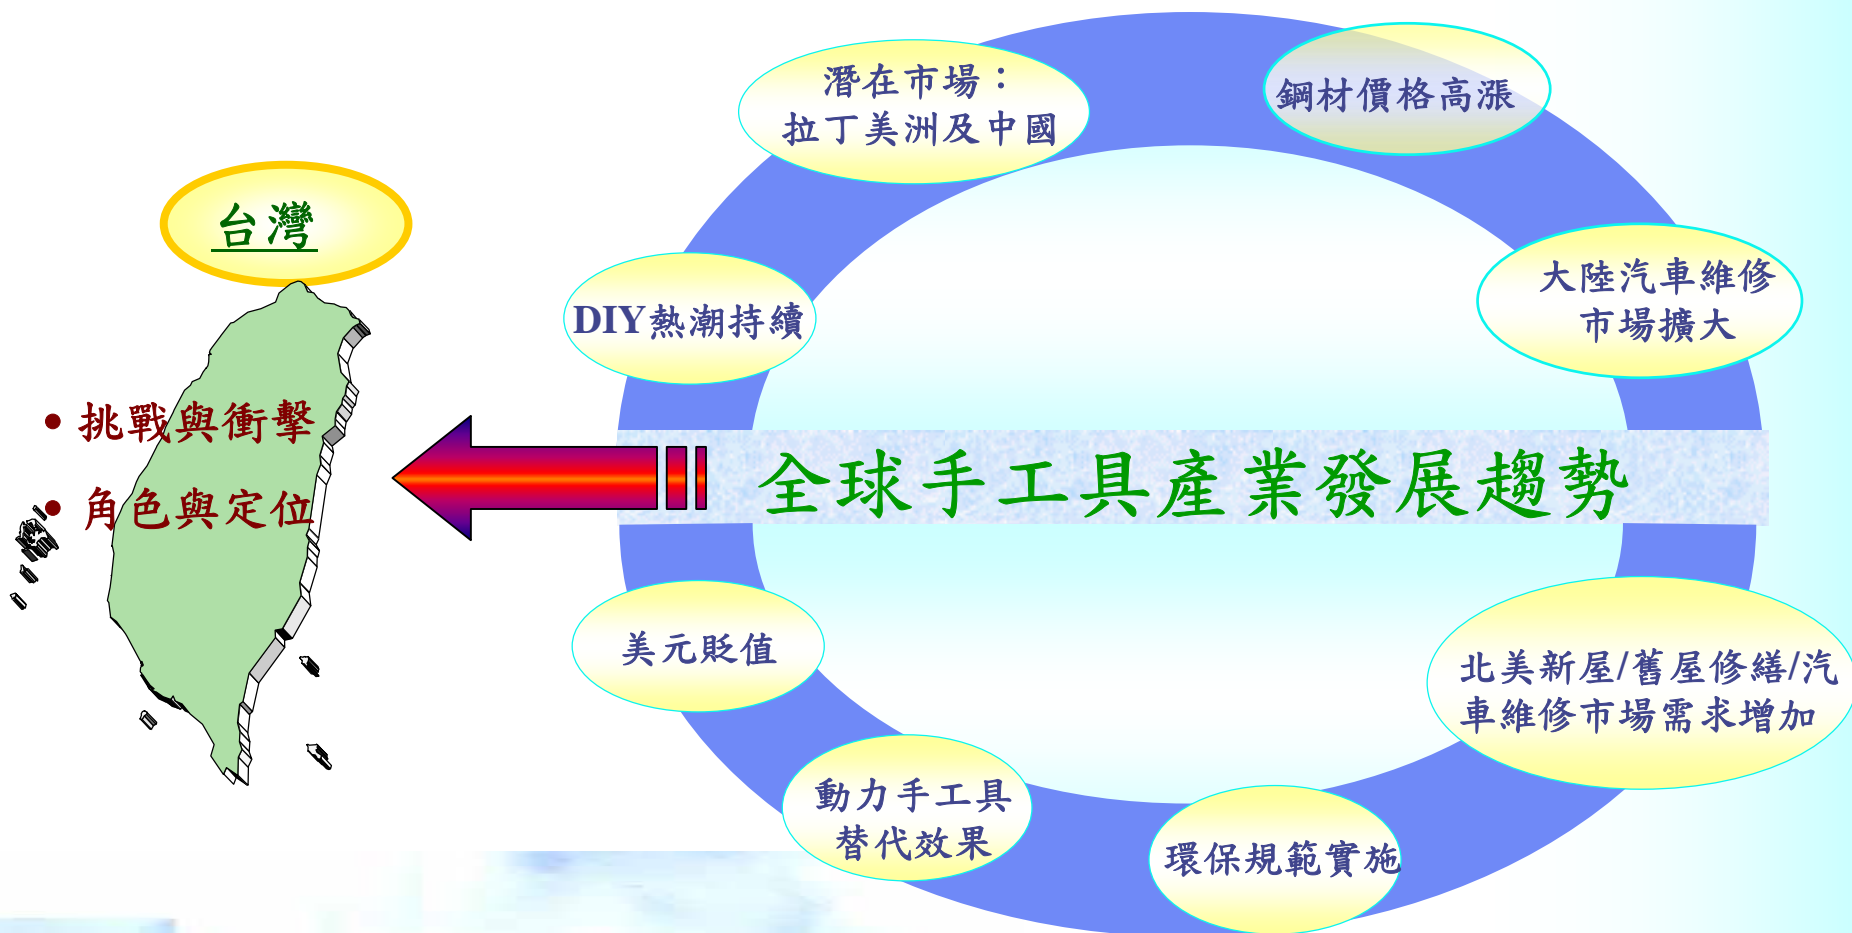 潛在市場：
拉丁美洲及中國
鋼材價格高漲
台灣
大陸汽車維修
市場擴大
DIY熱潮持續
• 挑戰與衝擊
全球手工具產業發展趨勢
• 角色與定位
美元貶值
北美新屋/舊屋修繕/汽
車維修市場需求增加
動力手工具
替代效果
環保規範實施